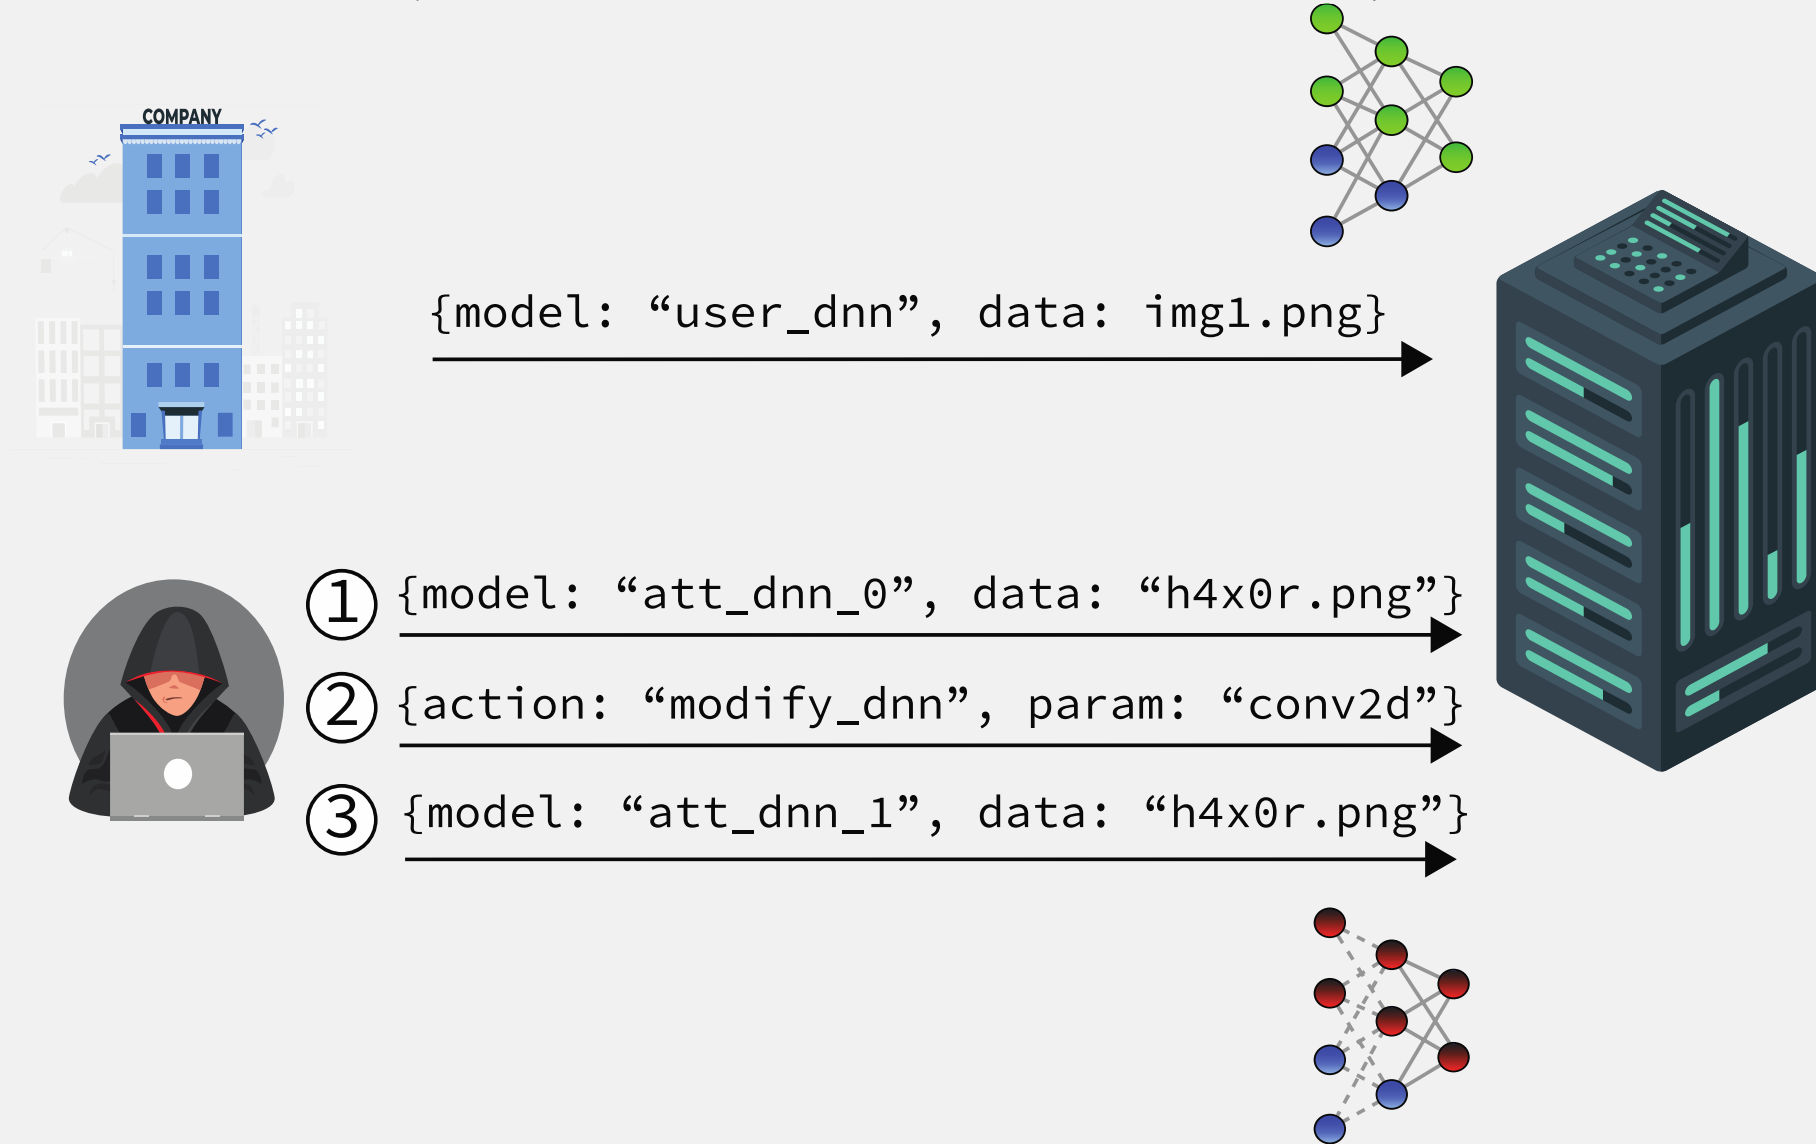 COMPANY
{model: “user_dnn”, data: img1.png}
1 {model: “att_dnn_0”, data: “h4x0r.png”}
2 {action: “modify_dnn”, param: “conv2d”}
3 {model: “att_dnn_1”, data: “h4x0r.png”}